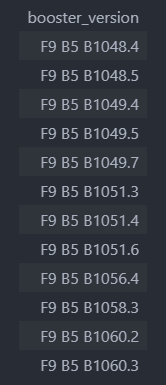 booster_version
F9 B5 B1048.4
F9 B5 B1048.5
F9 B5 B1049.4
F9 B5 B1049.5
F9 B5 B1049.7
F9 B5 B1051.3
F9 B5 B1051.4
F9 B5 B1051.6
F9 B5 B1056.4
F9 B5 B1058.3
F9 B5 B1060.2
F9 B5 B1060.3